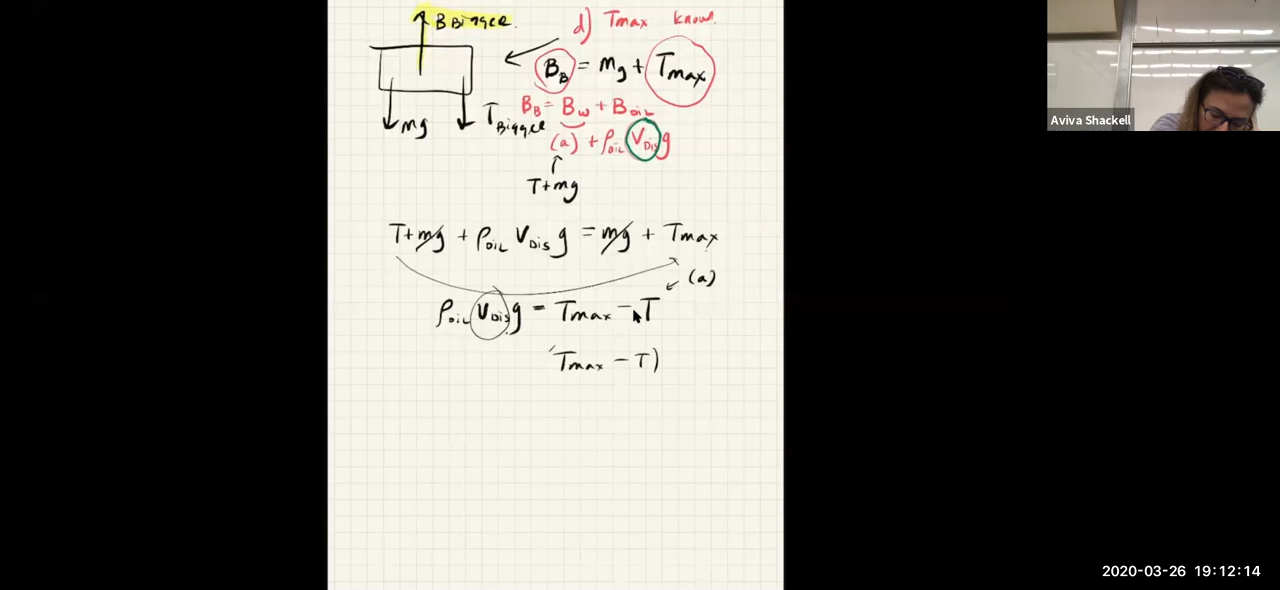 B Bigger.
d) Tmax know.
B_B = mg + Tmax
mg
T Bigger
B_B = B_w + B_oil
(a) + ρ_oil V_Dis g
T+mg
T+mg + ρ_oil V_Dis g = mg + Tmax
(a)
ρ_oil V_Dis g = Tmax - T
Tmax - T)
Aviva Shackell
2020-03-26 19:12:14